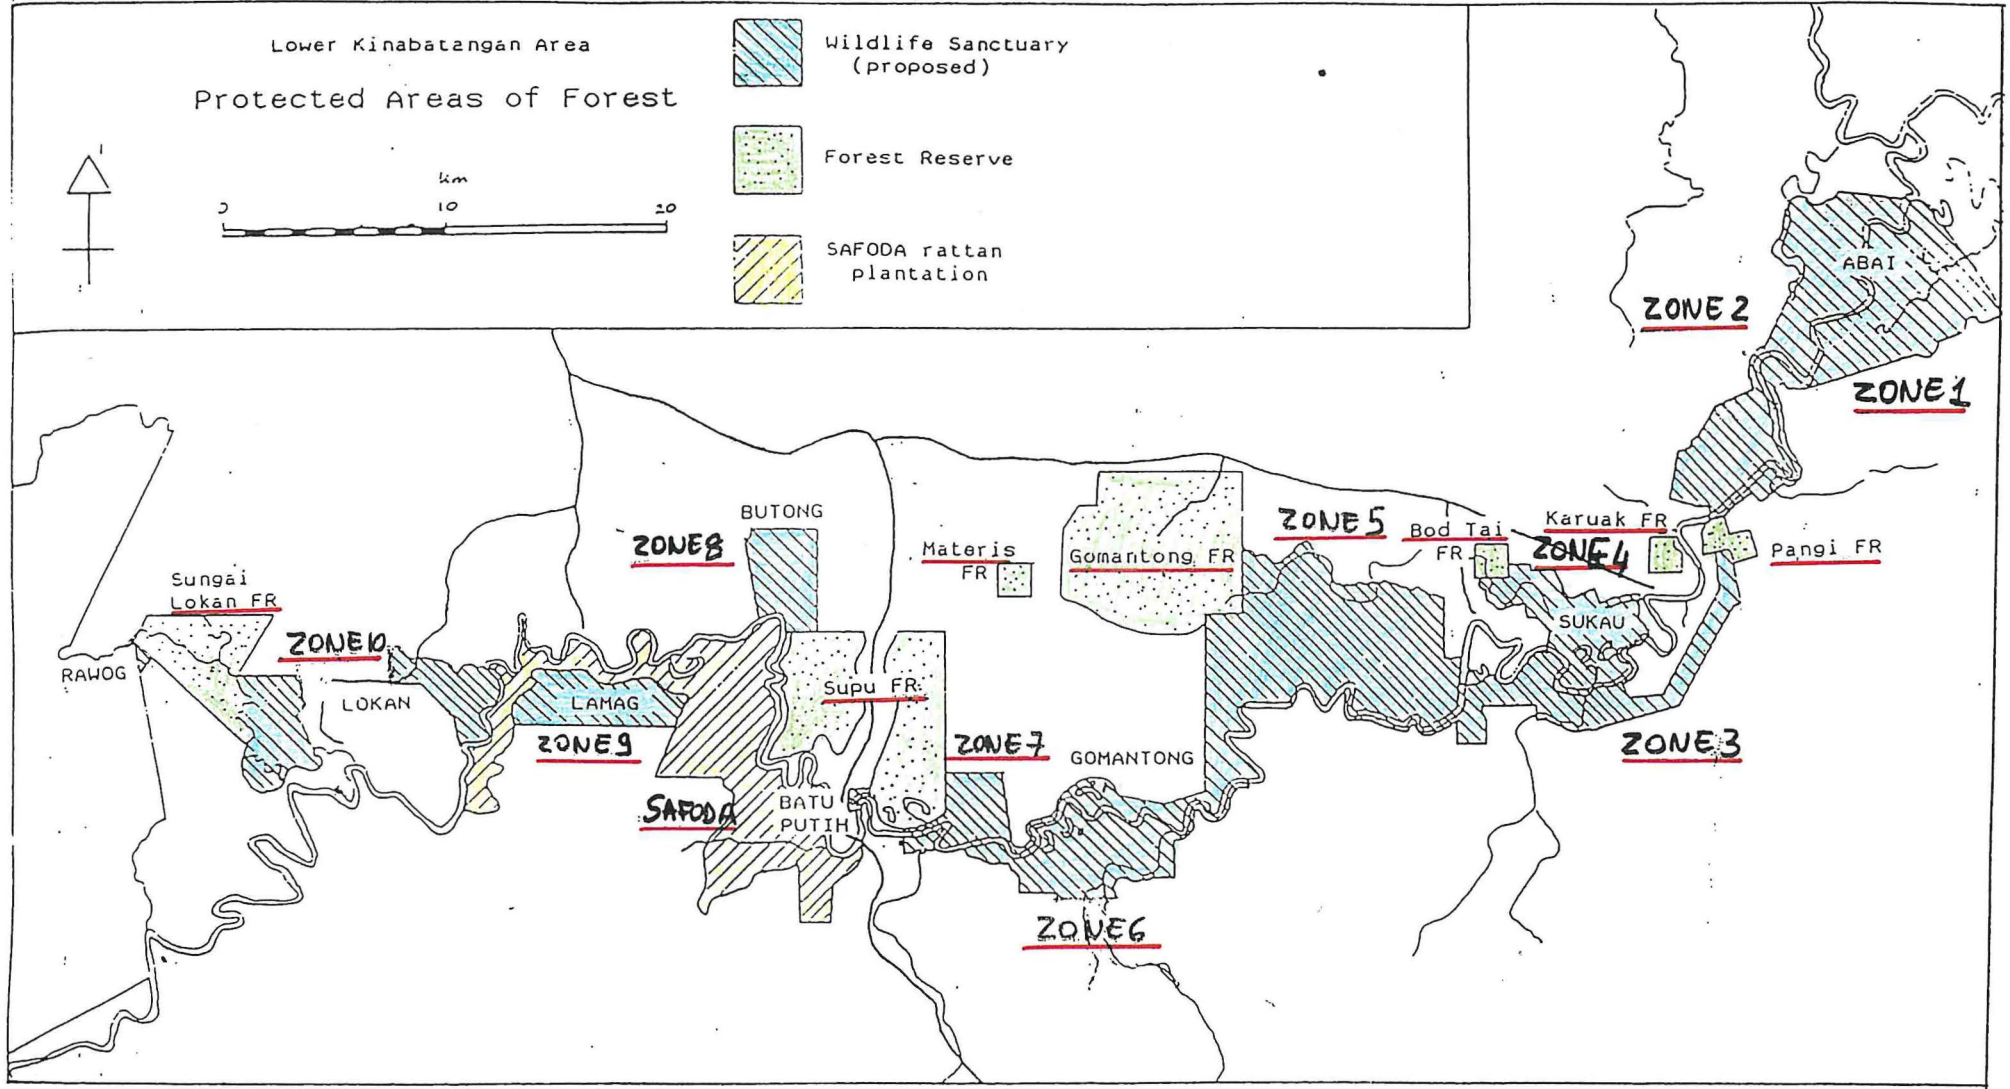 Lower Kinabatangan Area
Protected Areas of Forest
km
0 10 20
Wildlife Sanctuary
(proposed)
Forest Reserve
SAFODA rattan
plantation
ABAI
ZONE 2
ZONE 1
BUTONG
ZONE 8
Materis
FR
Gomantong FR
ZONE 5
Bod Tai
FR
Karuak FR
ZONE 4
Pangi FR
Sungai
Lokan FR
ZONE 10
RAWOG
LOKAN
LAMAG
ZONE 9
Supu FR
SUKAU
ZONE 7
GOMANTONG
ZONE 3
SAFODA
BATU
PUTIH
ZONE 6